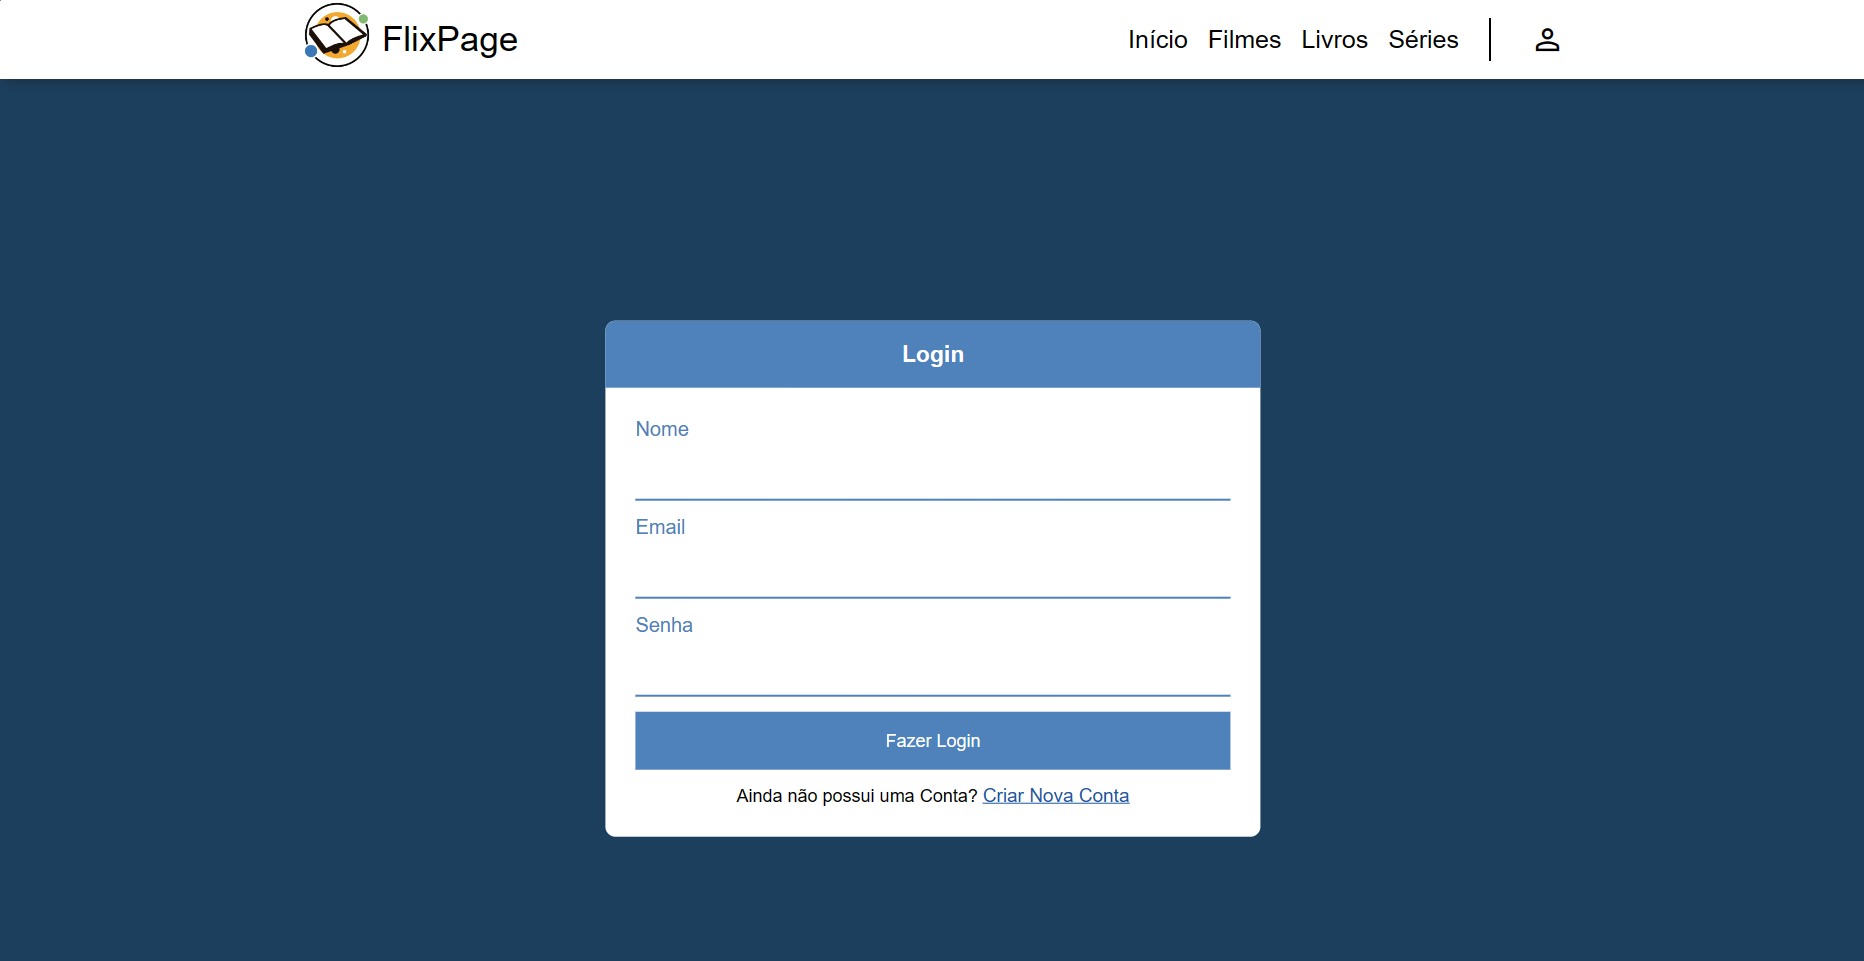 FlixPage
Início Filmes Livros Séries
Login
Nome
Email
Senha
Fazer Login
Ainda não possui uma Conta? Criar Nova Conta